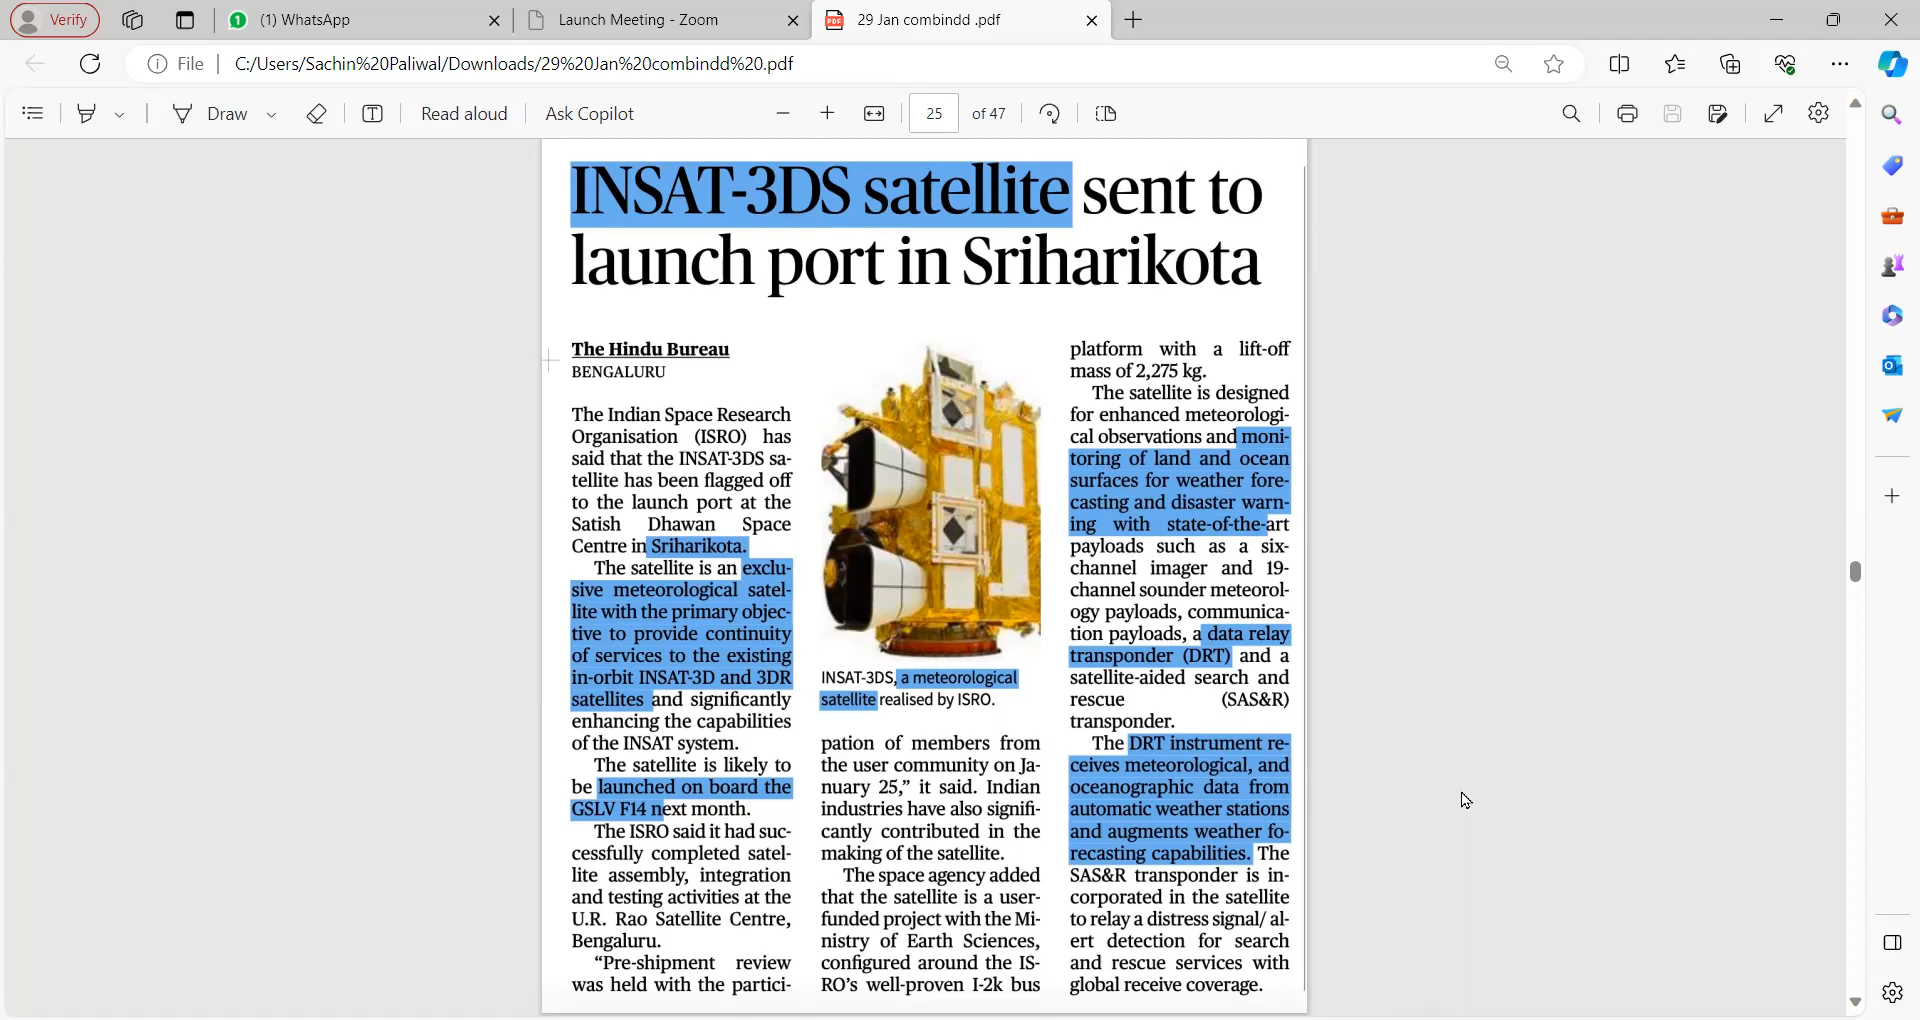 Verify
(1) WhatsApp
Launch Meeting - Zoom
29 Jan combindd .pdf
File
C:/Users/Sachin%20Paliwal/Downloads/29%20Jan%20combindd%20.pdf
Draw
Read aloud
Ask Copilot
25
of 47
INSAT-3DS satellite sent to
launch port in Sriharikota
The Hindu Bureau
BENGALURU
The Indian Space Research
Organisation (ISRO) has
said that the INSAT-3DS sa-
tellite has been flagged off
to the launch port at the
Satish Dhawan Space
Centre in Sriharikota.
The satellite is an exclu-
sive meteorological satel-
lite with the primary objec-
tive to provide continuity
of services to the existing
in-orbit INSAT-3D and 3DR
satellites and significantly
enhancing the capabilities
of the INSAT system.
The satellite is likely to
be launched on board the
GSLV F14 next month.
The ISRO said it had suc-
cessfully completed satel-
lite assembly, integration
and testing activities at the
U.R. Rao Satellite Centre,
Bengaluru.
“Pre-shipment review
was held with the partici-
INSAT-3DS, a meteorological
satellite realised by ISRO.
pation of members from
the user community on Ja-
nuary 25,” it said. Indian
industries have also signifi-
cantly contributed in the
making of the satellite.
The space agency added
that the satellite is a user-
funded project with the Mi-
nistry of Earth Sciences,
configured around the IS-
RO’s well-proven I-2k bus
platform with a lift-off
mass of 2,275 kg.
The satellite is designed
for enhanced meteorologi-
cal observations and moni-
toring of land and ocean
surfaces for weather fore-
casting and disaster warn-
ing with state-of-the-art
payloads such as a six-
channel imager and 19-
channel sounder meteorol-
ogy payloads, communica-
tion payloads, a data relay
transponder (DRT) and a
satellite-aided search and
rescue (SAS&R)
transponder.
The DRT instrument re-
ceives meteorological, and
oceanographic data from
automatic weather stations
and augments weather fo-
recasting capabilities. The
SAS&R transponder is in-
corporated in the satellite
to relay a distress signal/ al-
ert detection for search
and rescue services with
global receive coverage.